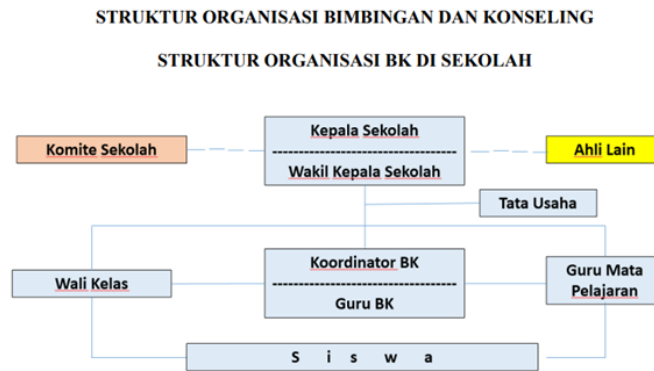 STRUKTUR ORGANISASI BIMBINGAN DAN KONSELING
STRUKTUR ORGANISASI BK DI SEKOLAH
Kepala Sekolah
Komite Sekolah
Ahli Lain
Wakil Kepala Sekolah
Tata Usaha
Koordinator BK
Wali Kelas
Guru Mata
Pelajaran
Guru BK
S i s w a